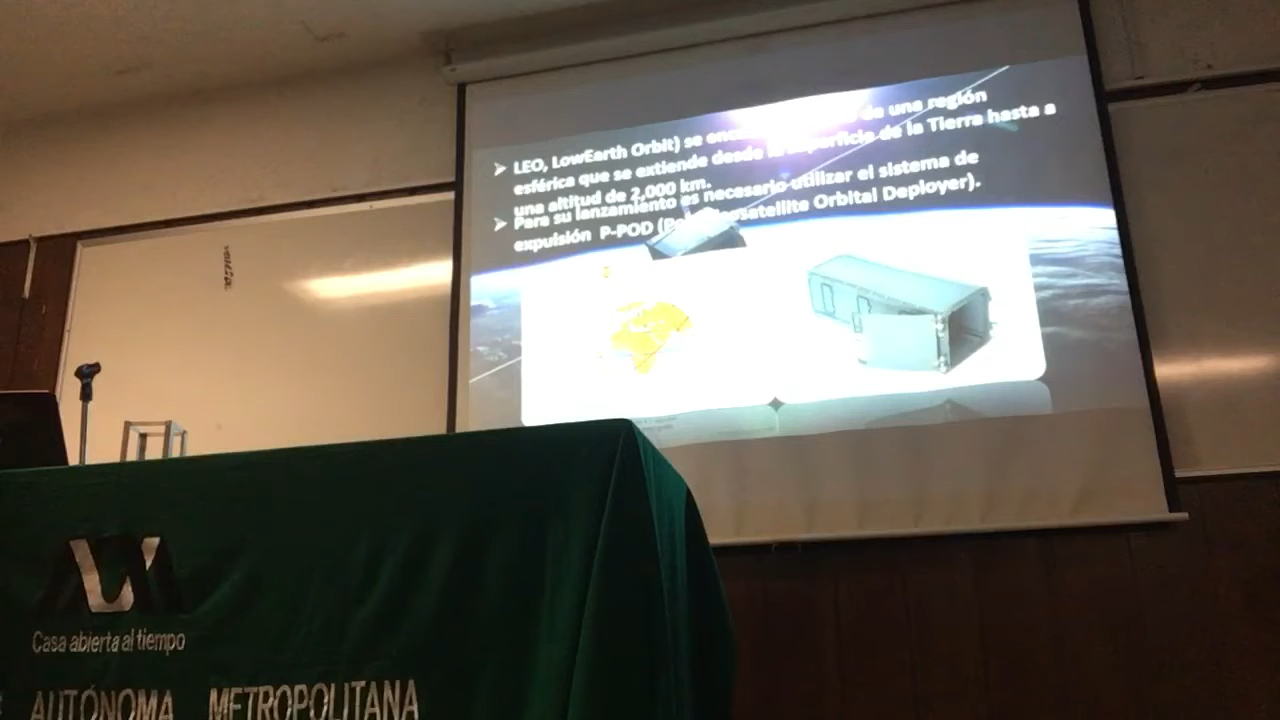 LEO, LowEarth Orbit) se de una región
esférica que se extiende desde la superficie de la Tierra hasta a
una altitud de 2,000 km.
Para su lanzamiento es necesario utilizar el sistema de
expulsión P-POD ( Orbital Deployer).
Casa abierta al tiempo
AUTÓNOMA METROPOLITANA